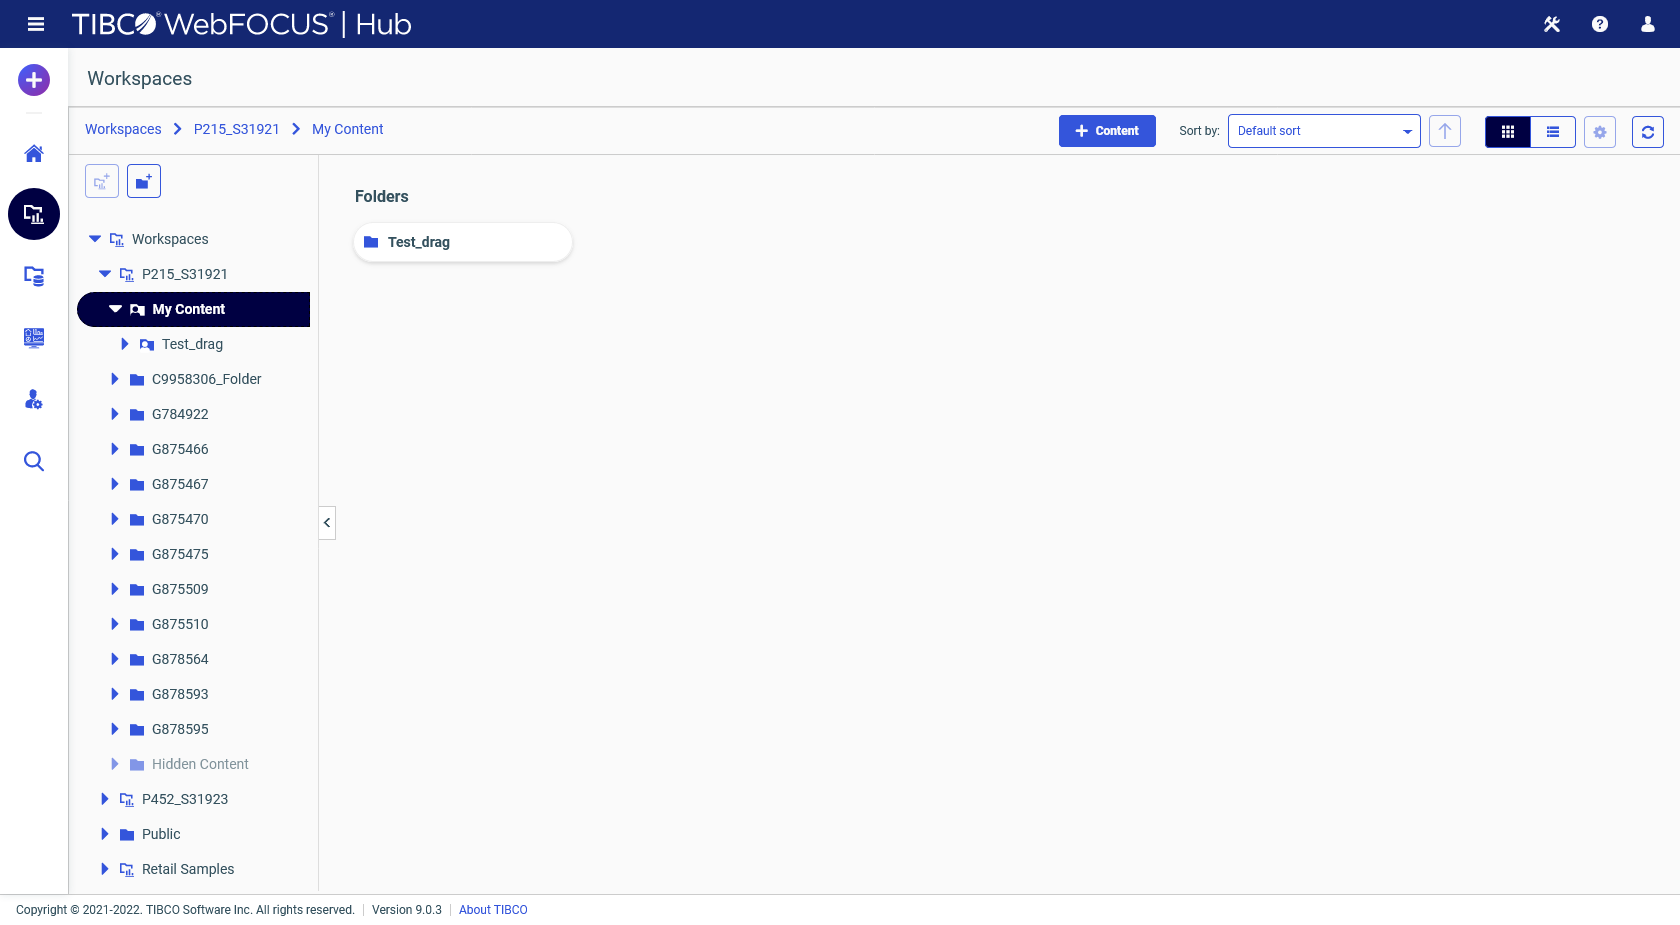 TIBCO® WebFOCUS® | Hub
Workspaces
Workspaces P215_S31921 My Content
Content
Sort by: Default sort
Workspaces
P215_S31921
My Content
Test_drag
C9958306_Folder
G784922
G875466
G875467
G875470
G875475
G875509
G875510
G878564
G878593
G878595
Hidden Content
P452_S31923
Public
Retail Samples
Folders
Test_drag
Copyright © 2021-2022. TIBCO Software Inc. All rights reserved. Version 9.0.3 About TIBCO